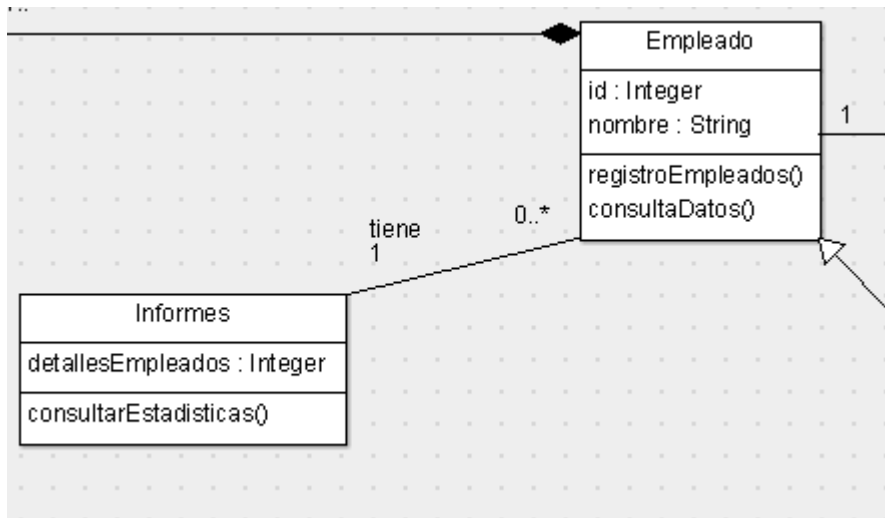 Empleado
id : Integer
nombre : String
1
registroEmpleados()
consultaDatos()
0..*
tiene
1
Informes
detallesEmpleados : Integer
consultarEstadisticas()